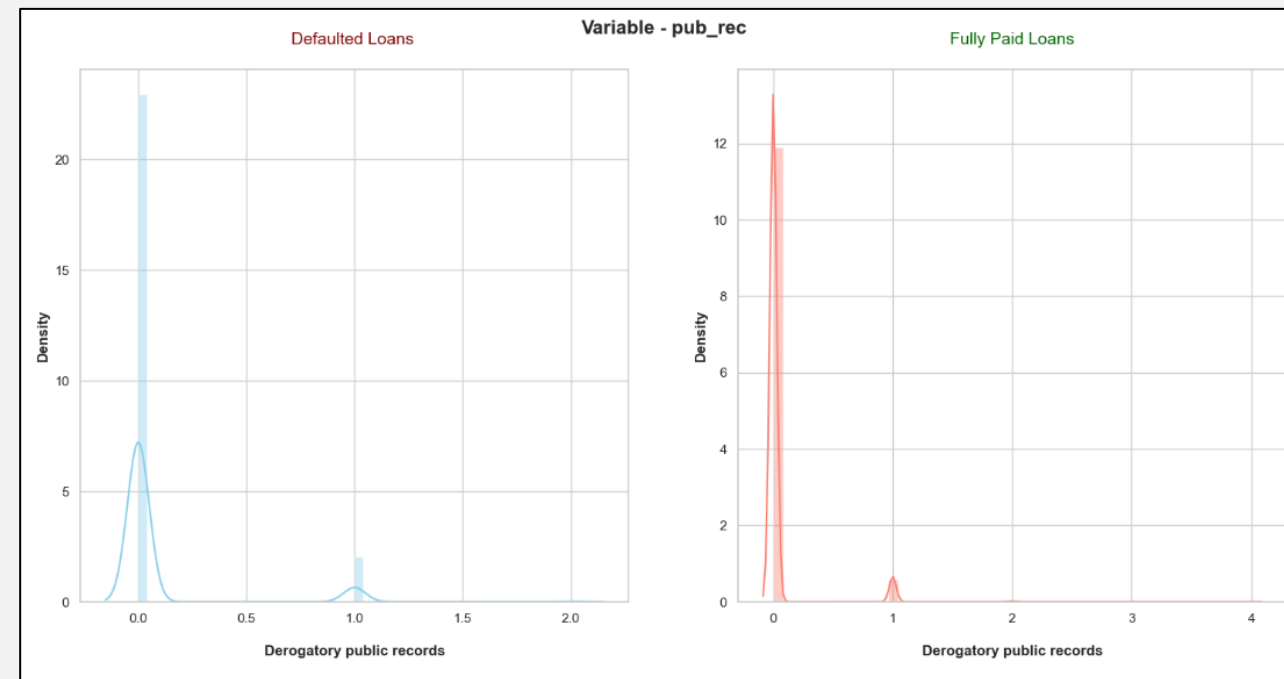 Variable - pub_rec
Defaulted Loans
Fully Paid Loans
Density
20
15
10
5
0
0.0 0.5 1.0 1.5 2.0
Derogatory public records
Density
12
10
8
6
4
2
0
0 1 2 3 4
Derogatory public records